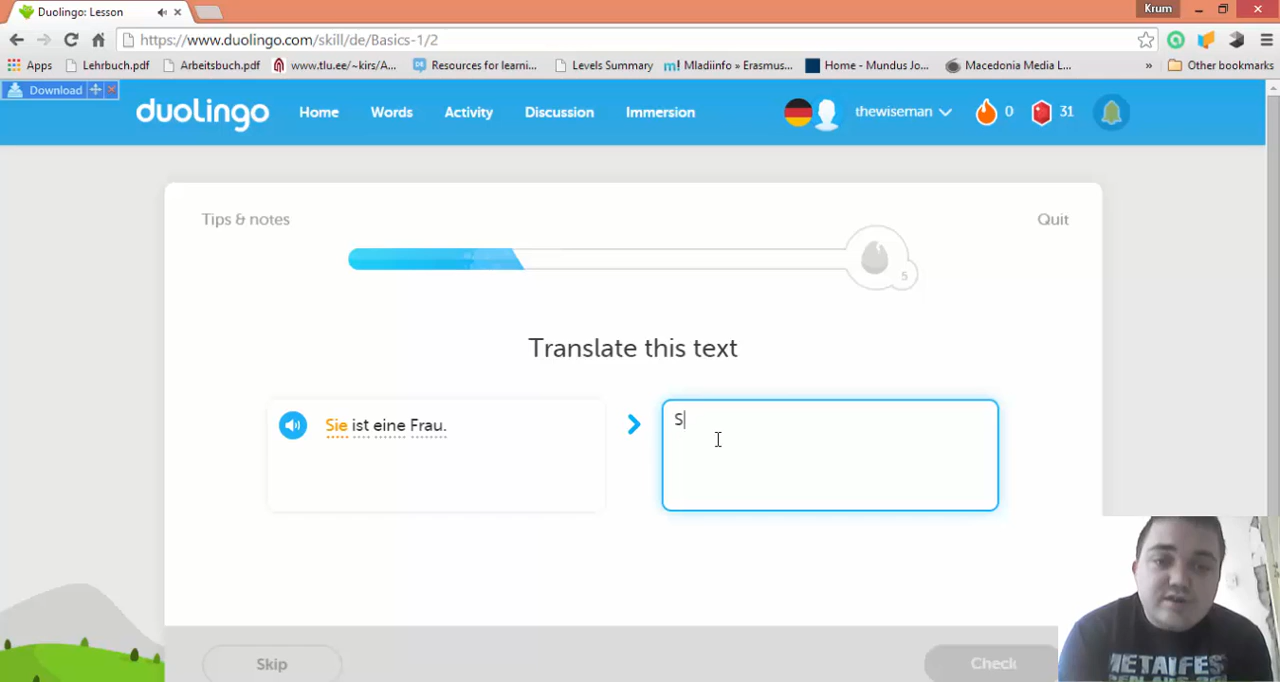 Duolingo: Lesson
Krum
https://www.duolingo.com/skill/de/Basics-1/2
Apps Lehrbuch.pdf Arbeitsbuch.pdf www.tlu.ee/~kirs/A... Resources for learni... Levels Summary m! Mladiinfo » Erasmus... Home - Mundus Jo... Macedonia Media L... » Other bookmarks
Download
duolingo Home Words Activity Discussion Immersion thewiseman 0 31
Tips & notes Quit
5
Translate this text
Sie ist eine Frau.
S
Skip Check
METALFES